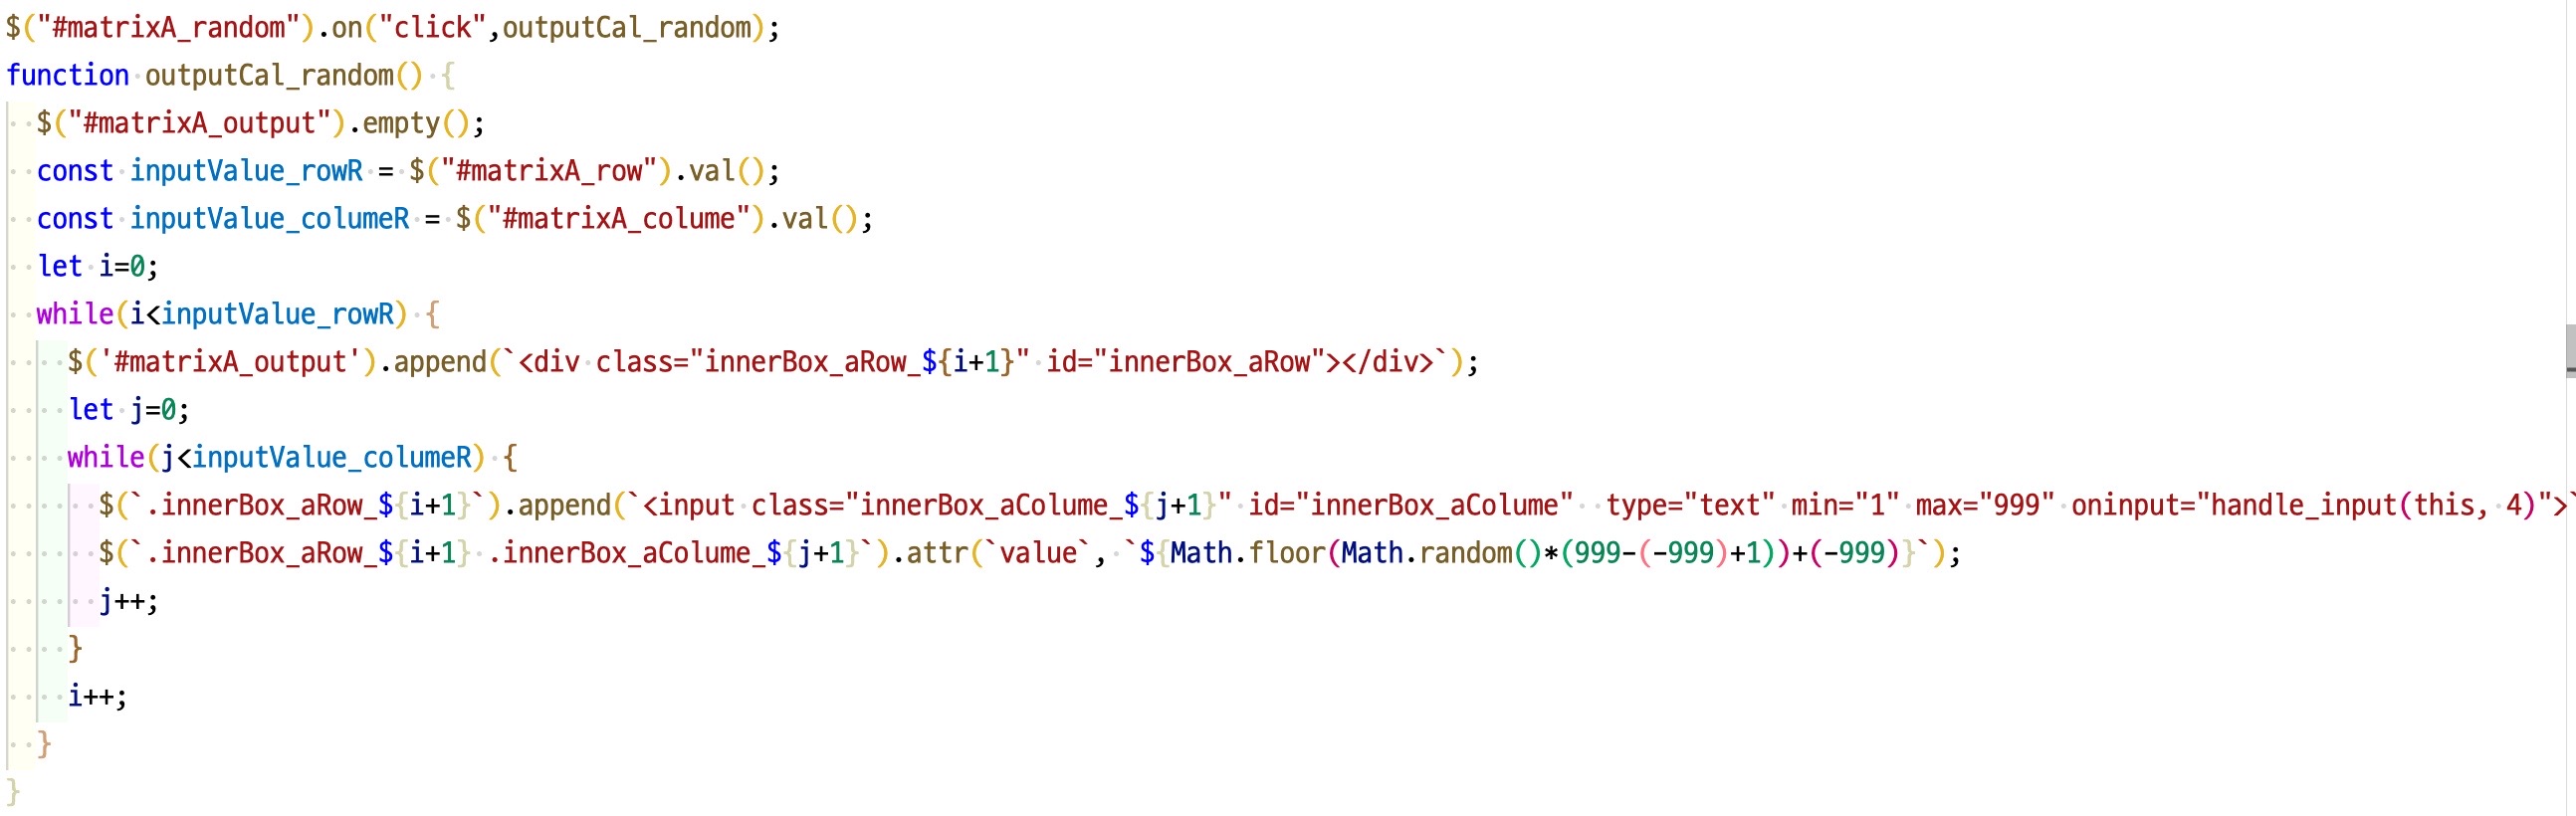 $("#matrixA_random").on("click",outputCal_random);
function outputCal_random() {
  $("#matrixA_output").empty();
  const inputValue_rowR = $("#matrixA_row").val();
  const inputValue_columeR = $("#matrixA_colume").val();
  let i=0;
  while(i<inputValue_rowR) {
    $('#matrixA_output').append(`<div class="innerBox_aRow_${i+1}" id="innerBox_aRow"></div>`);
    let j=0;
    while(j<inputValue_columeR) {
      $(`.innerBox_aRow_${i+1}`).append(`<input class="innerBox_aColume_${j+1}" id="innerBox_aColume"  type="text" min="1" max="999" oninput="handle_input(this, 4)">`
      $(`.innerBox_aRow_${i+1} .innerBox_aColume_${j+1}`).attr(`value`, `${Math.floor(Math.random()*(999-(-999)+1))+(-999)}`);
      j++;
    }
    i++;
  }
}